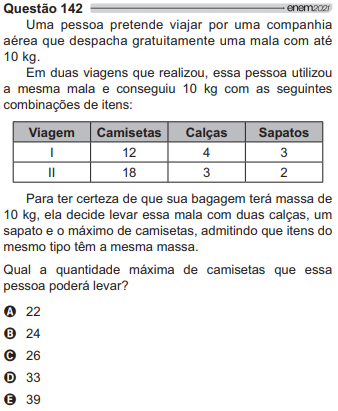 Questão 142 enem2021
Uma pessoa pretende viajar por uma companhia
aérea que despacha gratuitamente uma mala com até
10 kg.
Em duas viagens que realizou, essa pessoa utilizou
a mesma mala e conseguiu 10 kg com as seguintes
combinações de itens:
Viagem Camisetas Calças Sapatos
I 12 4 3
II 18 3 2
Para ter certeza de que sua bagagem terá massa de
10 kg, ela decide levar essa mala com duas calças, um
sapato e o máximo de camisetas, admitindo que itens do
mesmo tipo têm a mesma massa.
Qual a quantidade máxima de camisetas que essa
pessoa poderá levar?
A 22
B 24
C 26
D 33
E 39